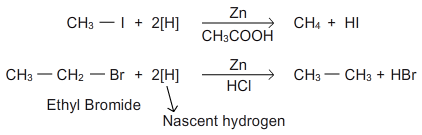 CH₃ — I + 2[H] Zn CH₄ + HI
CH₃COOH
CH₃ — CH₂ — Br + 2[H] Zn CH₃ — CH₃ + HBr
HCl
Ethyl Bromide
Nascent hydrogen